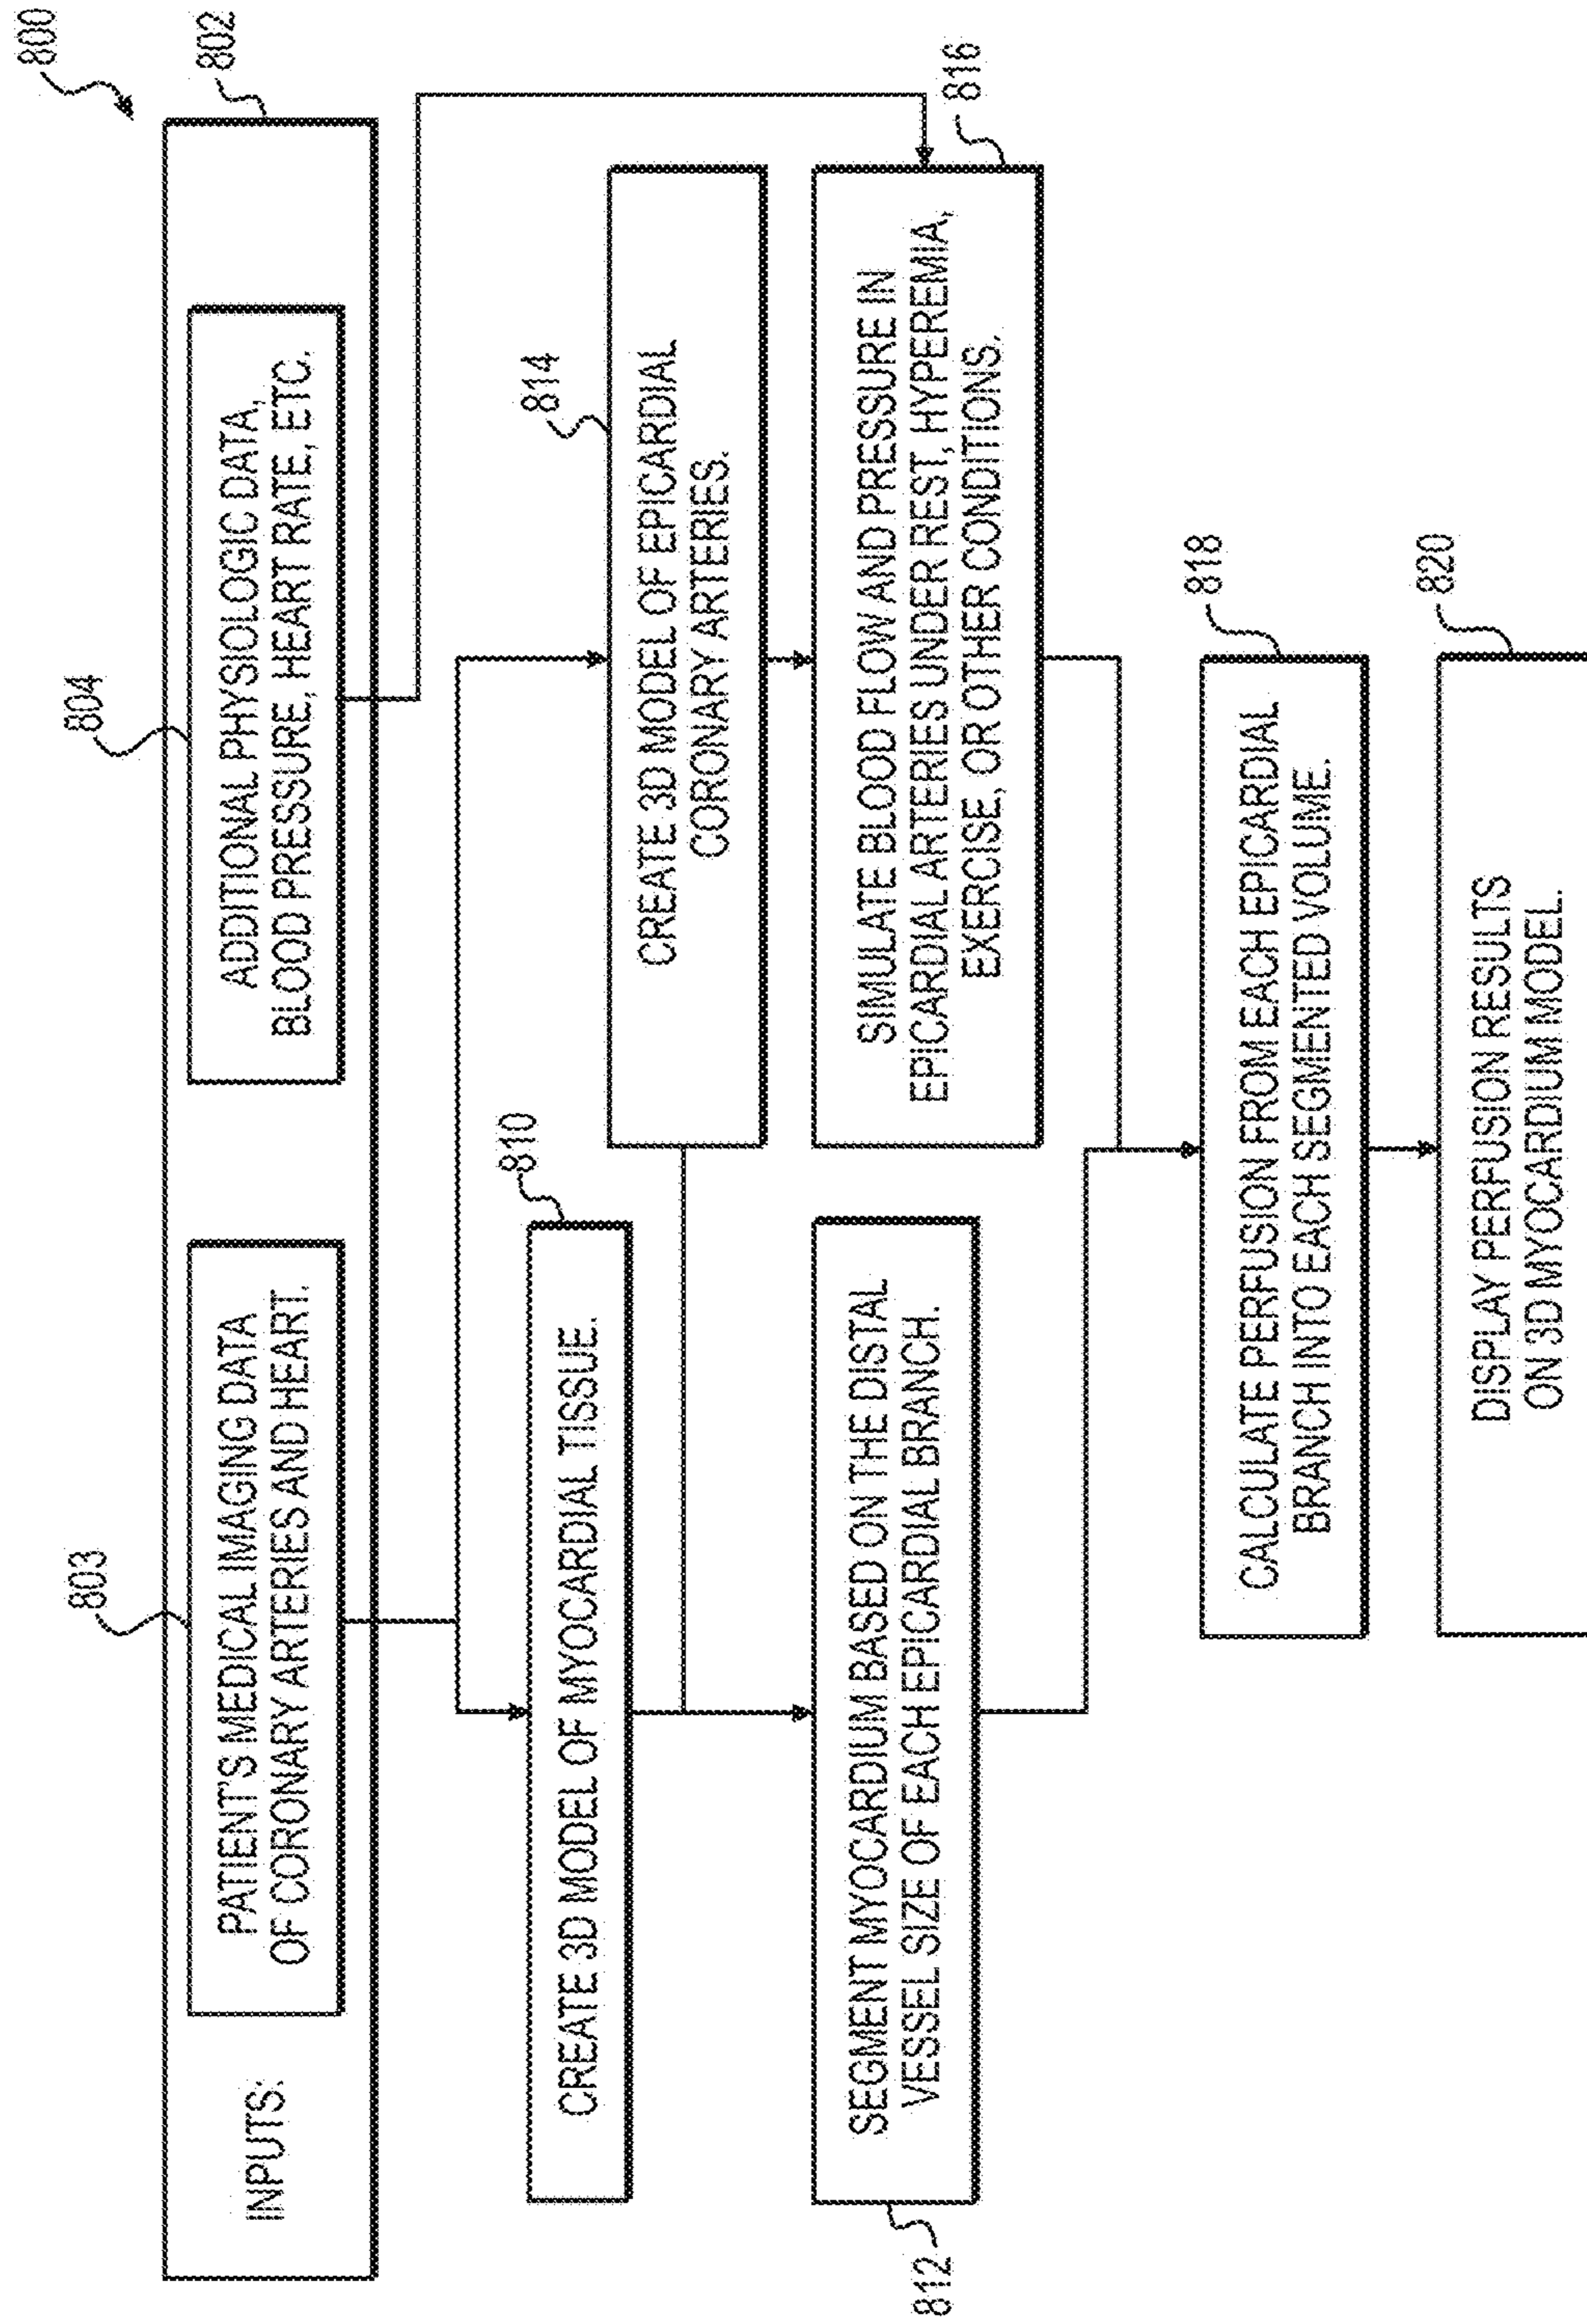 800
802
INPUTS:
803
PATIENT'S MEDICAL IMAGING DATA
OF CORONARY ARTERIES AND HEART.
804
ADDITIONAL PHYSIOLOGIC DATA,
BLOOD PRESSURE, HEART RATE, ETC.
810
CREATE 3D MODEL OF MYOCARDIAL TISSUE.
814
CREATE 3D MODEL OF EPICARDIAL
CORONARY ARTERIES.
812
SEGMENT MYOCARDIUM BASED ON THE DISTAL
VESSEL SIZE OF EACH EPICARDIAL BRANCH.
816
SIMULATE BLOOD FLOW AND PRESSURE IN
EPICARDIAL ARTERIES UNDER REST, HYPEREMIA,
EXERCISE, OR OTHER CONDITIONS.
818
CALCULATE PERFUSION FROM EACH EPICARDIAL
BRANCH INTO EACH SEGMENTED VOLUME.
820
DISPLAY PERFUSION RESULTS
ON 3D MYOCARDIUM MODEL.